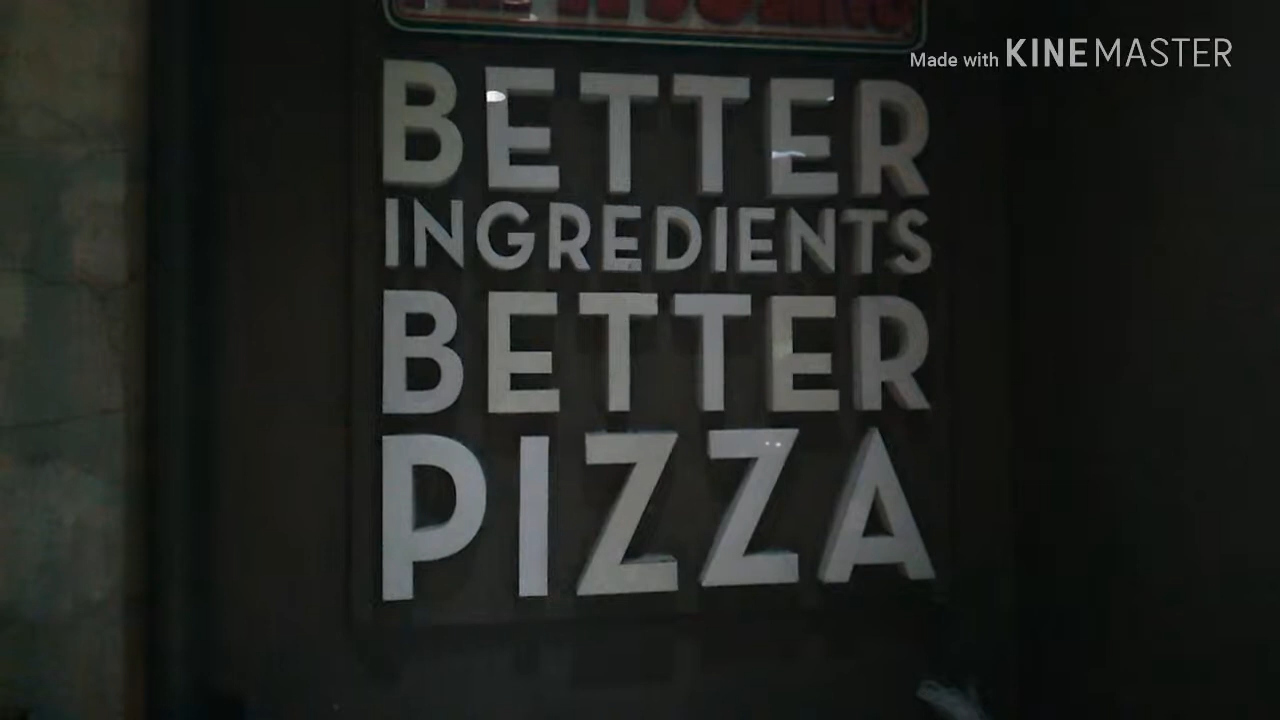 Made with KINEMASTER
BETTER
INGREDIENTS
BETTER
PIZZA